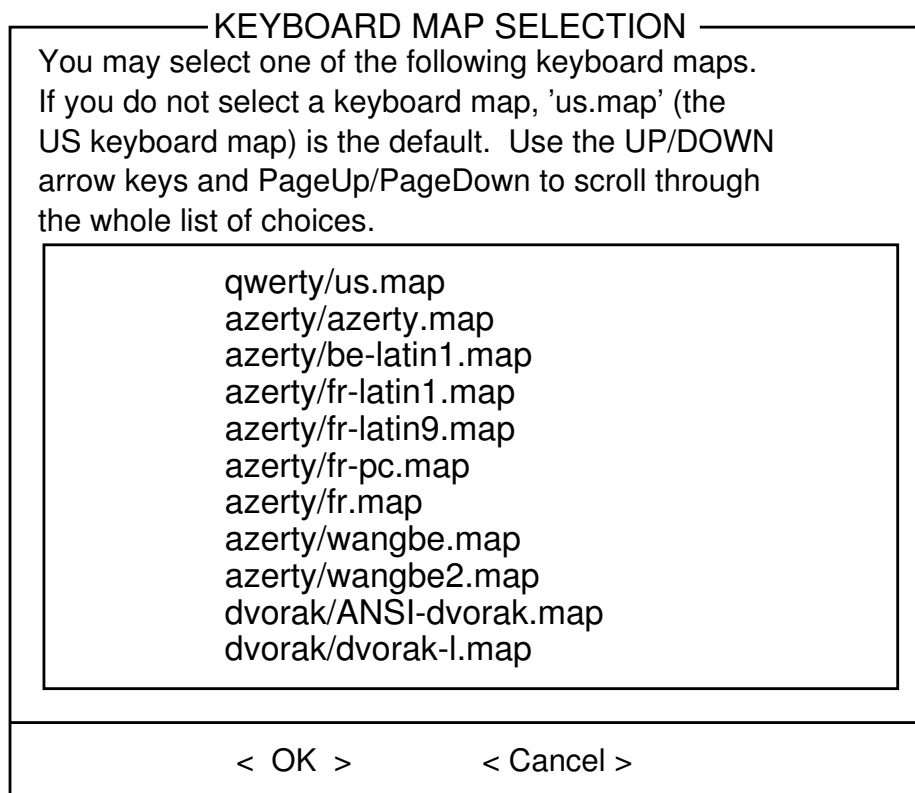 KEYBOARD MAP SELECTION
You may select one of the following keyboard maps.
If you do not select a keyboard map, ’us.map’ (the
US keyboard map) is the default.  Use the UP/DOWN
arrow keys and PageUp/PageDown to scroll through
the whole list of choices.
qwerty/us.map
azerty/azerty.map
azerty/be-latin1.map
azerty/fr-latin1.map
azerty/fr-latin9.map
azerty/fr-pc.map
azerty/fr.map
azerty/wangbe.map
azerty/wangbe2.map
dvorak/ANSI-dvorak.map
dvorak/dvorak-l.map
<  OK  > < Cancel >